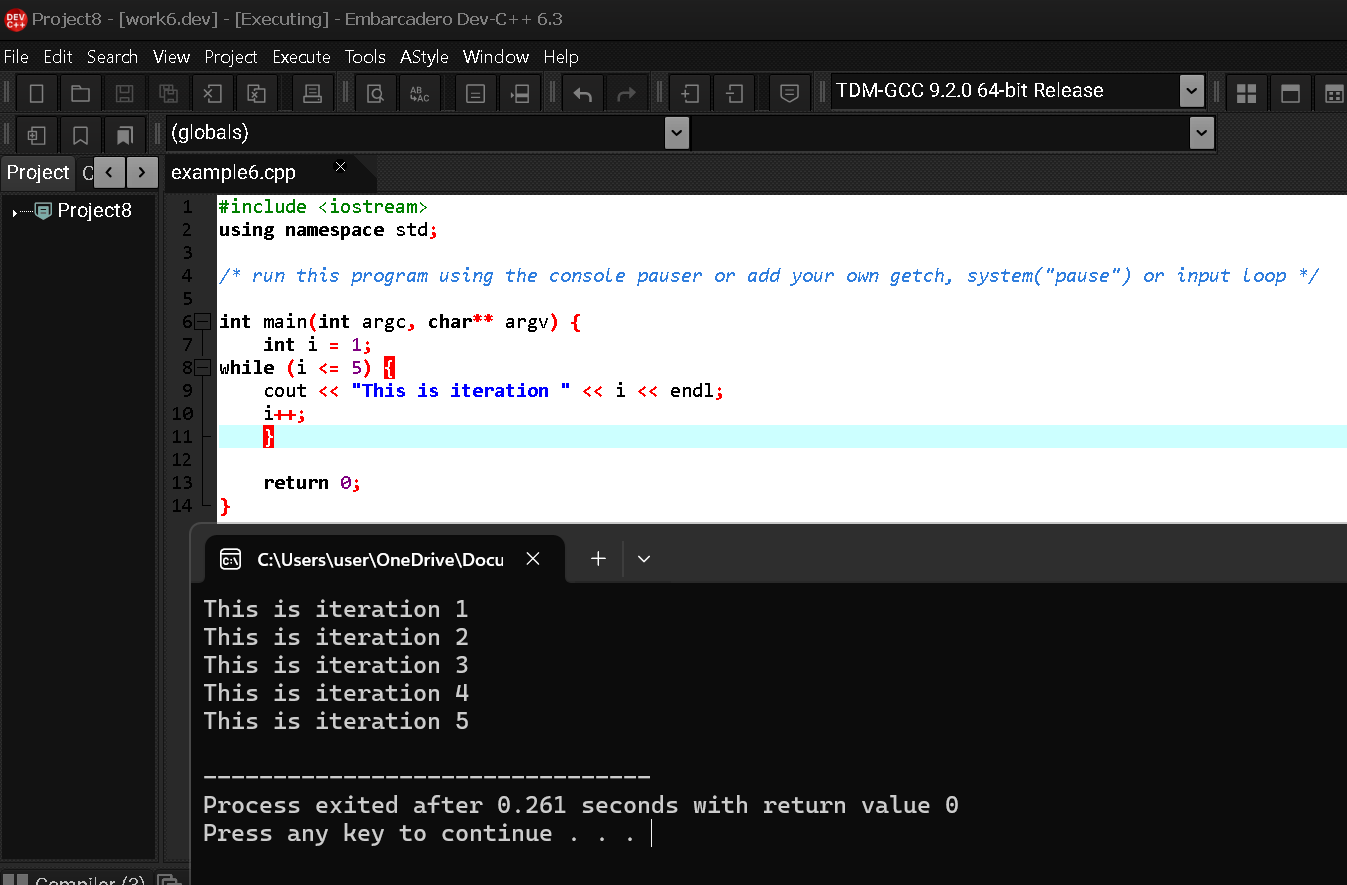 Project8 - [work6.dev] - [Executing] - Embarcadero Dev-C++ 6.3
File Edit Search View Project Execute Tools AStyle Window Help
TDM-GCC 9.2.0 64-bit Release
(globals)
Project C
example6.cpp
Project8
1 #include <iostream>
2 using namespace std;
3
4 /* run this program using the console pauser or add your own getch, system("pause") or input loop */
5
6 int main(int argc, char** argv) {
7     int i = 1;
8 while (i <= 5) {
9     cout << "This is iteration " << i << endl;
10     i++;
11     }
12
13     return 0;
14 }
C:\Users\user\OneDrive\Docu
This is iteration 1
This is iteration 2
This is iteration 3
This is iteration 4
This is iteration 5
--------------------------------
Process exited after 0.261 seconds with return value 0
Press any key to continue . . .
Compiler (2)